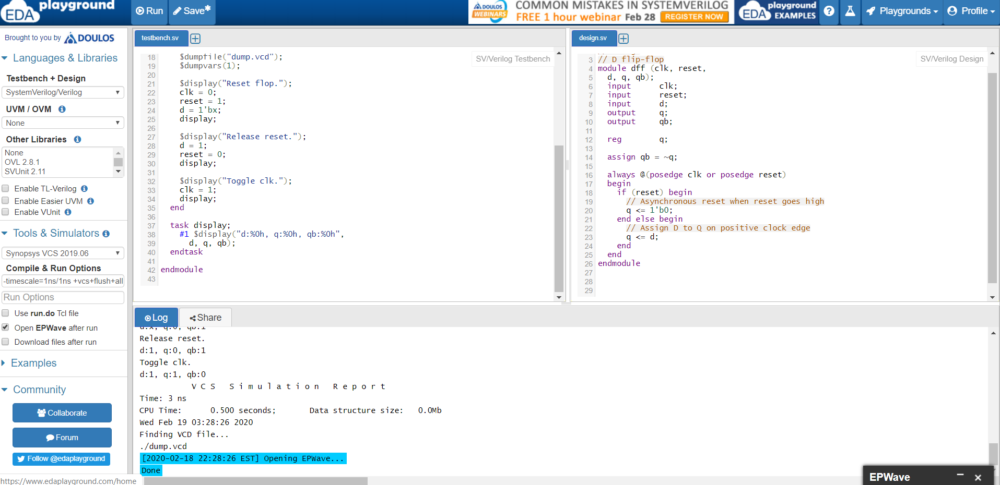 EDA playground
Run
Save*
DOULOS WEBINARS
COMMON MISTAKES IN SYSTEMVERILOG
FREE 1 hour webinar Feb 28 REGISTER NOW
EDA playground EXAMPLES
?
Playgrounds
Profile
Brought to you by DOULOS
Languages & Libraries
Testbench + Design
SystemVerilog/Verilog
UVM / OVM
None
Other Libraries
None
OVL 2.8.1
SVUnit 2.11
Enable TL-Verilog
Enable Easier UVM
Enable VUnit
Tools & Simulators
Synopsys VCS 2019.06
Compile & Run Options
-timescale=1ns/1ns +vcs+flush+all
Run Options
Use run.do Tcl file
Open EPWave after run
Download files after run
Examples
Community
Collaborate
Forum
Follow @edaplayground
https://www.edaplayground.com/home
testbench.sv
SV/Verilog Testbench
18 $dumpfile("dump.vcd");
19 $dumpvars(1);
20
21 $display("Reset flop.");
22 clk = 0;
23 reset = 1;
24 d = 1'bx;
25 display;
26
27 $display("Release reset.");
28 d = 1;
29 reset = 0;
30 display;
31
32 $display("Toggle clk.");
33 clk = 1;
34 display;
35 end
36
37 task display;
38 #1 $display("d:%0h, q:%0h, qb:%0h",
39 d, q, qb);
40 endtask
41
42 endmodule
43
design.sv
SV/Verilog Design
3 // D flip-flop
4 module dff (clk, reset,
5 d, q, qb);
6 input clk;
7 input reset;
8 input d;
9 output q;
10 output qb;
11
12 reg q;
13
14 assign qb = ~q;
15
16 always @(posedge clk or posedge reset)
17 begin
18 if (reset) begin
19 // Asynchronous reset when reset goes high
20 q <= 1'b0;
21 end else begin
22 // Assign D to Q on positive clock edge
23 q <= d;
24 end
25 end
26 endmodule
27
28
29
Log
Share
d:x, q:0, qb:1
Release reset.
d:1, q:0, qb:1
Toggle clk.
d:1, q:1, qb:0
V C S   S i m u l a t i o n   R e p o r t
Time: 3 ns
CPU Time: 0.500 seconds; Data structure size: 0.0Mb
Wed Feb 19 03:28:26 2020
Finding VCD file...
./dump.vcd
[2020-02-18 22:28:26 EST] Opening EPWave...
Done
EPWave